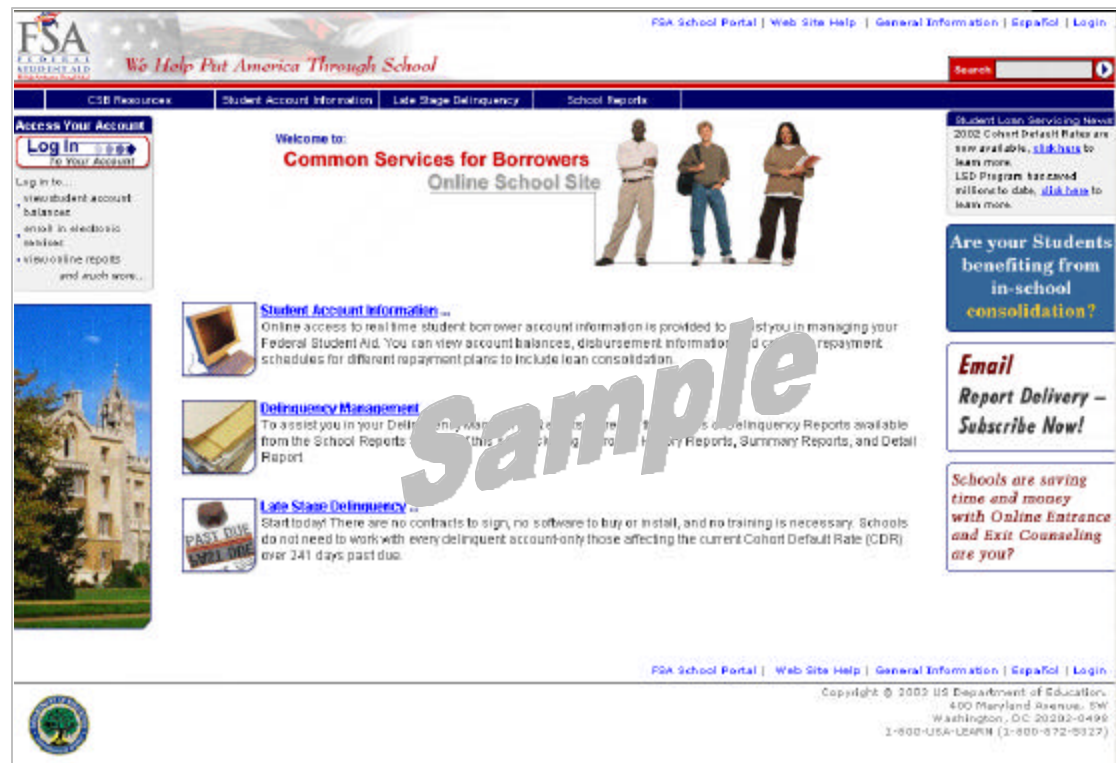 FSA School Portal | Web Site Help | General Information | Español | Login
FSA
FEDERAL
STUDENT AID
We Help Put America Through School
Search
CSB Resources Student Account Information Late Stage Delinquency School Reports
Access Your Account
Log In
To Your Account
Log in to....
view student account
balances
enroll in electronic
services
view online reports
and much more...
Welcome to:
Common Services for Borrowers
Online School Site
Student Loan Servicing News
2002 Cohort Default Rates are
now available, click here to
learn more.
LSD Program has saved
millions to date, click here to
learn more.
Are your Students
benefiting from
in-school
consolidation?
Email
Report Delivery –
Subscribe Now!
Schools are saving
time and money
with Online Entrance
and Exit Counseling
are you?
Student Account Information ...
Online access to real time student borrower account information is provided to assist you in managing your
Federal Student Aid. You can view account balances, disbursement information and repayment
schedules for different repayment plans to include loan consolidation.
Delinquency Management
To assist you in your Delinquency of Delinquency Reports available
from the School Reports of this History Reports, Summary Reports, and Detail
Report
Late Stage Delinquency ...
Start today! There are no contracts to sign, no software to buy or install, and no training is necessary. Schools
do not need to work with every delinquent account-only those affecting the current Cohort Default Rate (CDR)
over 241 days past due.
PAST DUE
Sample
FSA School Portal | Web Site Help | General Information | Español | Login
Copyright © 2002 US Department of Education.
400 Maryland Avenue, SW
Washington, DC 20202-0498
1-800-USA-LEARN (1-800-872-5327)